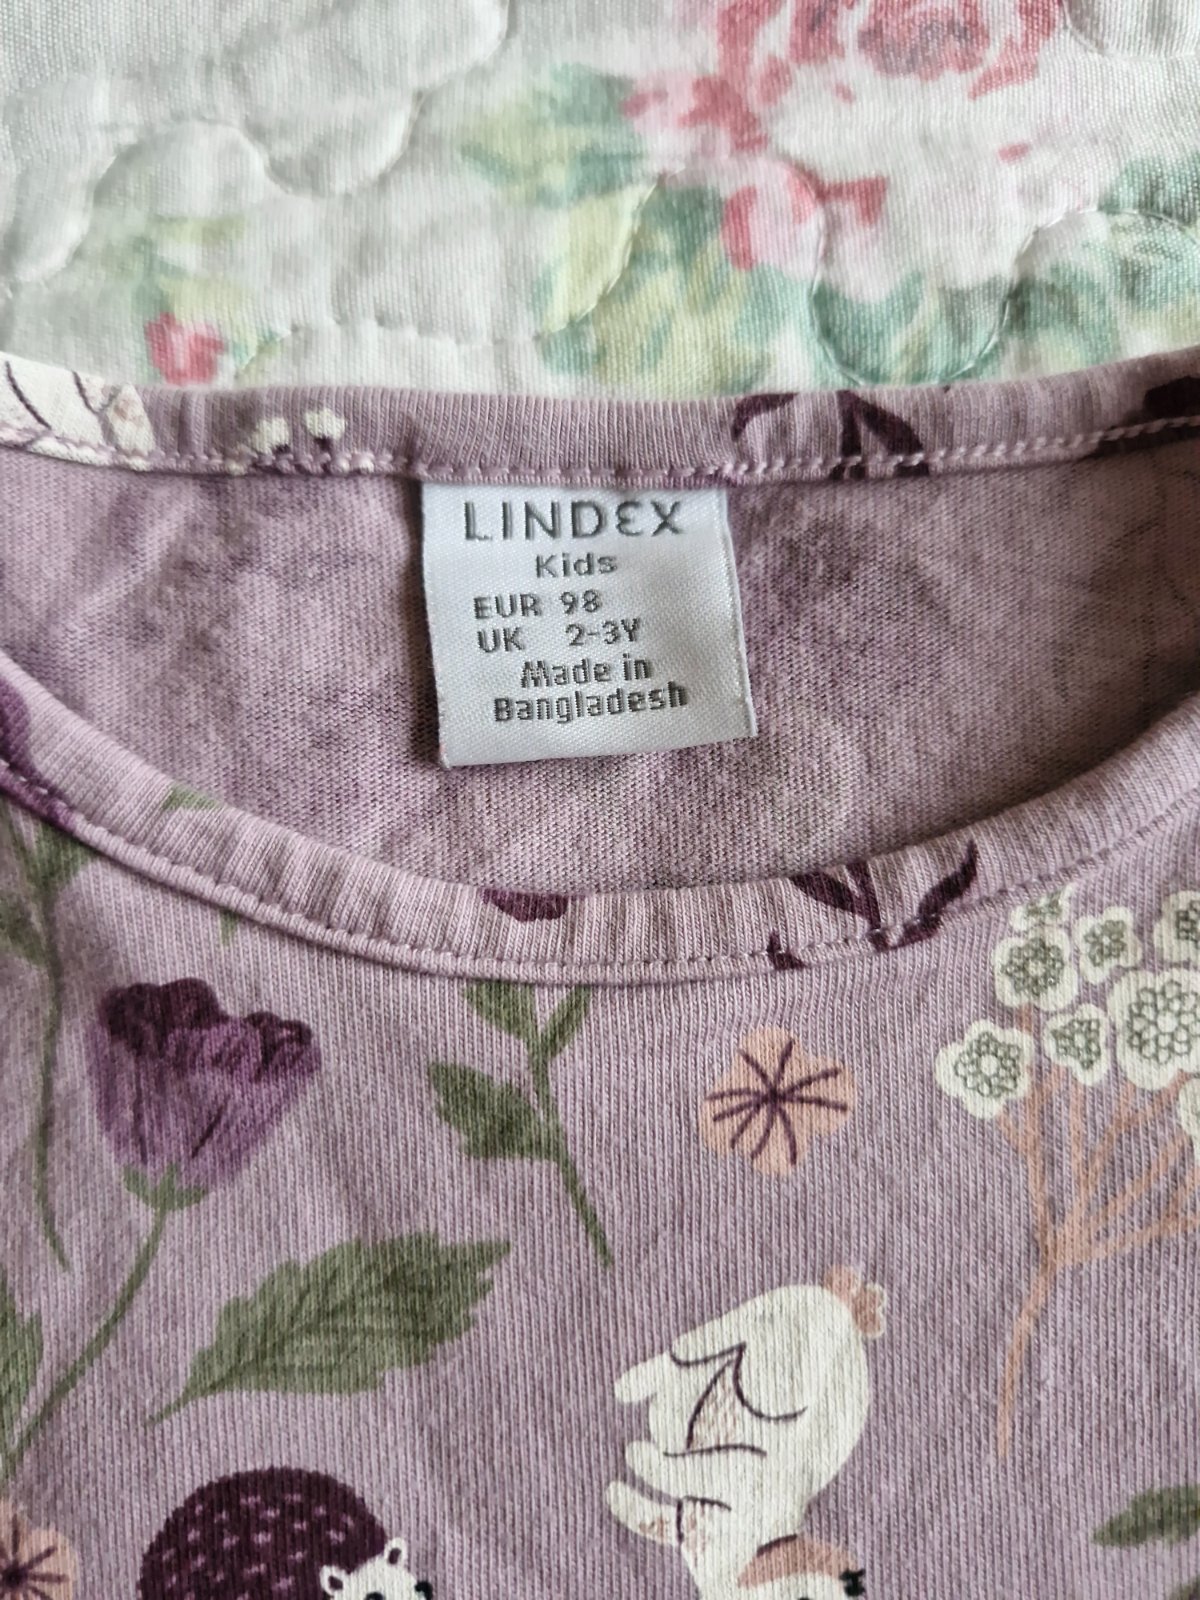 LINDEX
Kids
EUR 98
UK 2-3Y
Made in
Bangladesh